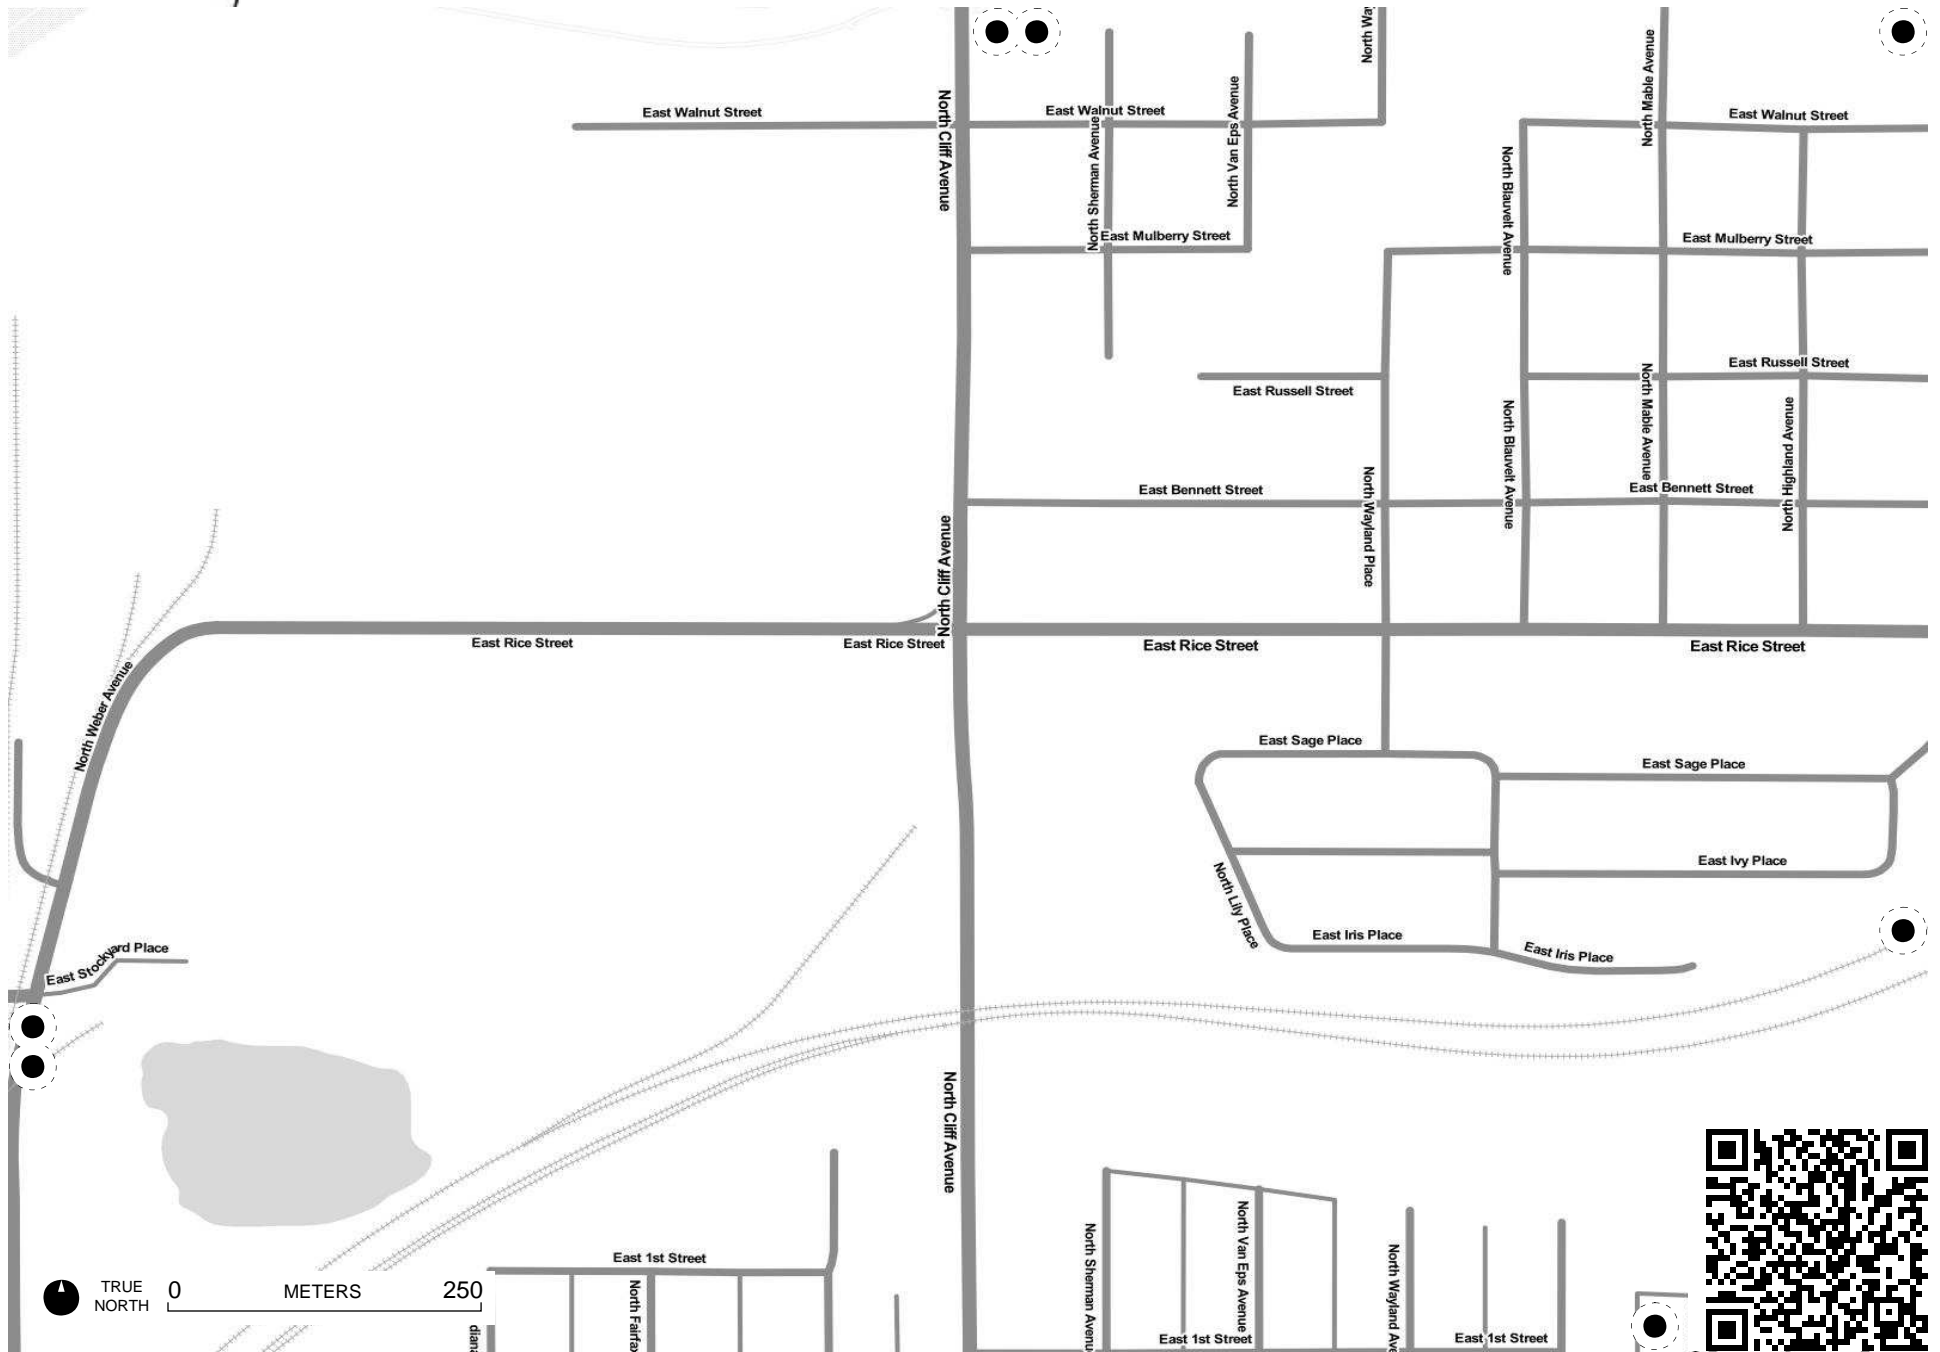 North Wa
North Mable Avenue
East Walnut Street
East Walnut Street
East Walnut Street
North Cliff Avenue
North Sherman Avenue
North Van Eps Avenue
North Blauvelt Avenue
East Mulberry Street
East Mulberry Street
East Russell Street
East Russell Street
North Mable Avenue
North Blauvelt Avenue
North Highland Avenue
North Wayland Place
East Bennett Street
East Bennett Street
North Cliff Avenue
East Rice Street
East Rice Street
East Rice Street
East Rice Street
North Weber Avenue
East Sage Place
East Sage Place
East Ivy Place
North Lily Place
East Iris Place
East Iris Place
East Stockyard Place
North Cliff Avenue
North Sherman Avenu
North Van Eps Avenue
North Wayland Ave
East 1st Street
North Fairfax
diana
TRUE
NORTH
0 METERS 250
East 1st Street
East 1st Street